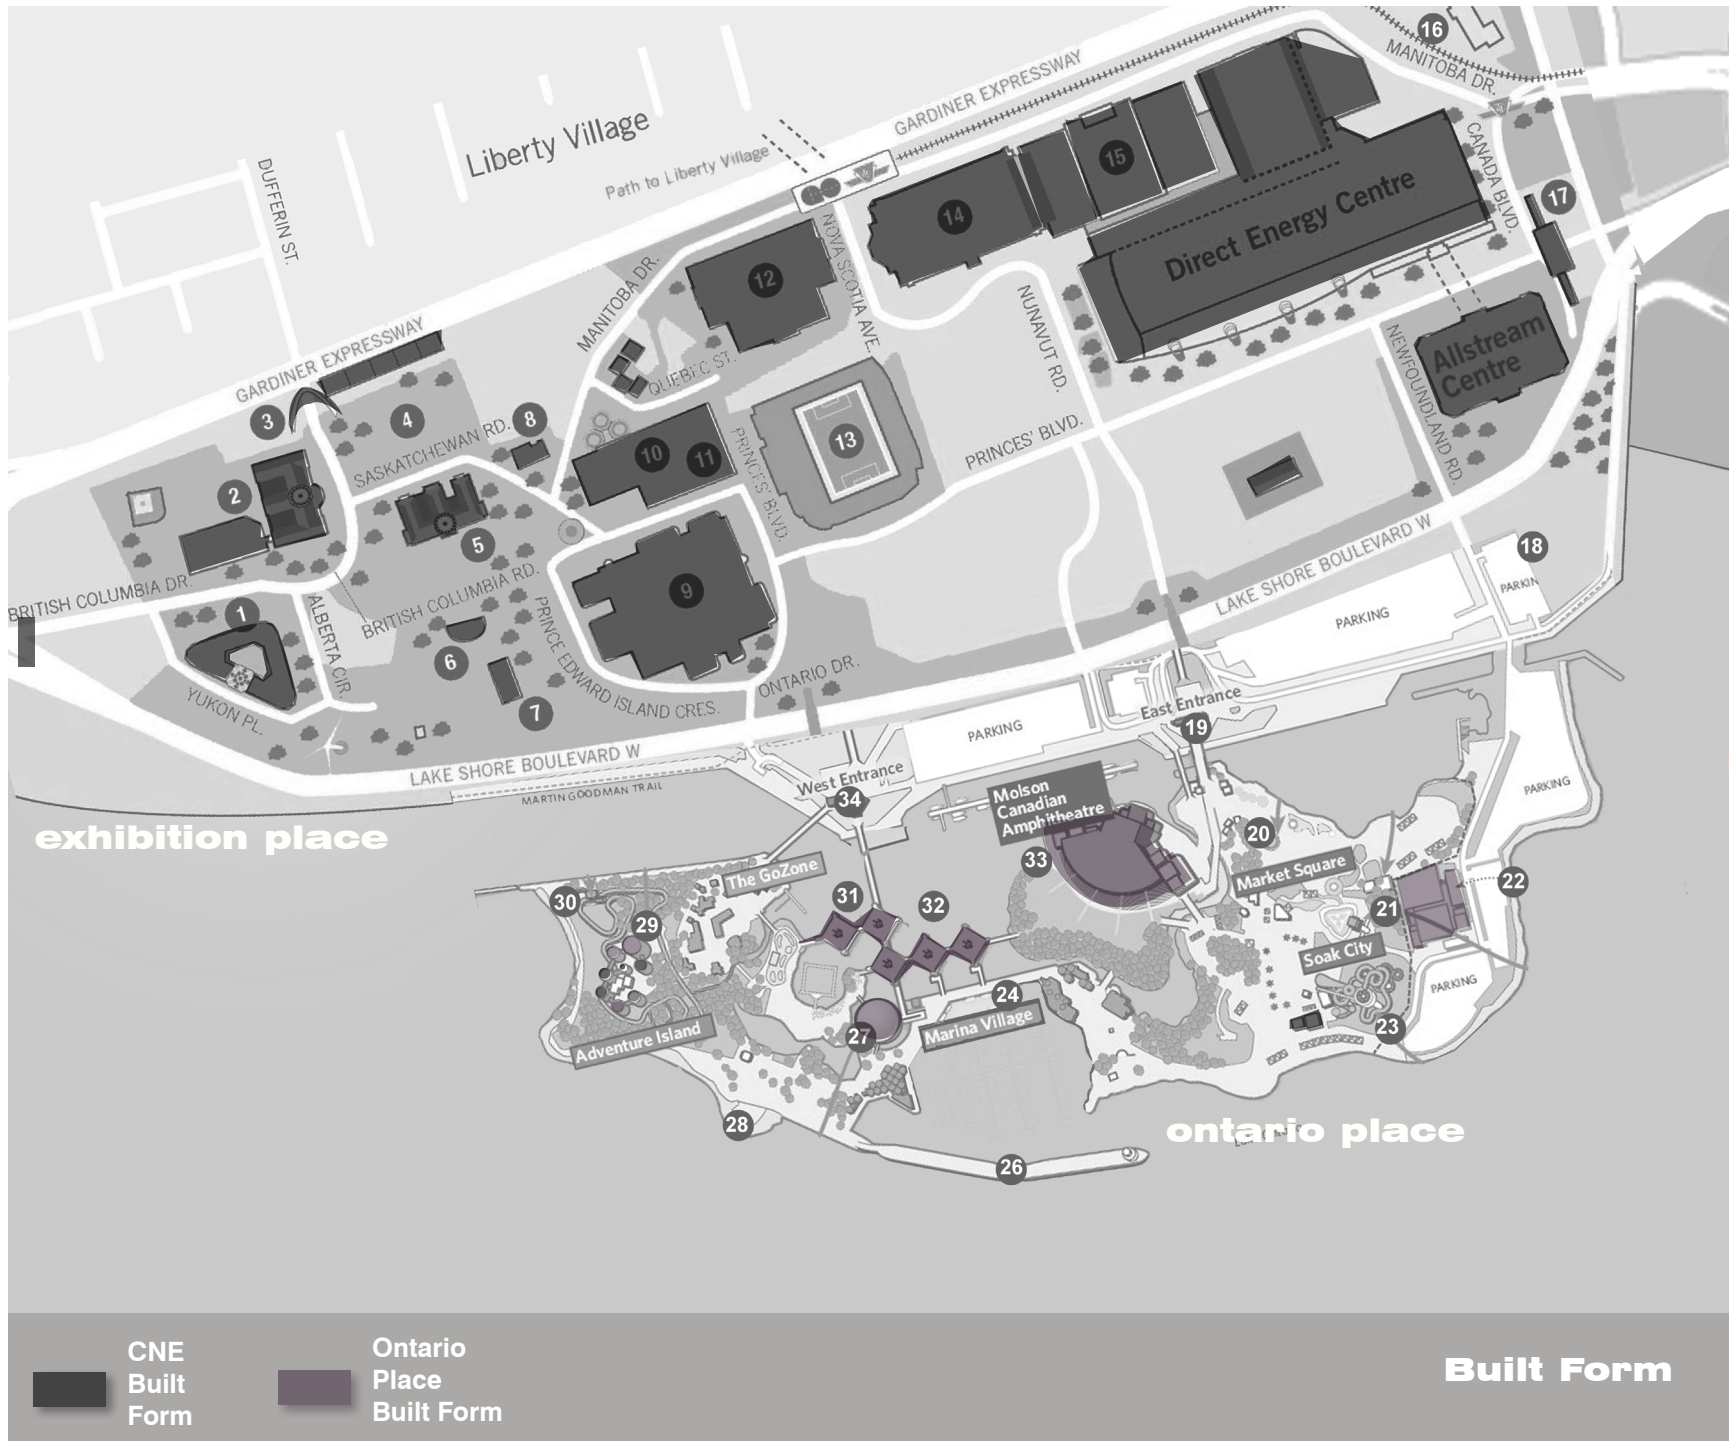 16
MANITOBA DR.
GARDINER EXPRESSWAY
Liberty Village
Path to Liberty Village
DUFFERIN ST.
15
CANADA BLVD.
17
14
Direct Energy Centre
NOVA SCOTIA AVE.
MANITOBA DR.
12
NUNAVUT RD.
GARDINER EXPRESSWAY
QUEBEC ST.
Allstream
Centre
NEWFOUNDLAND RD.
3
4
8
SASKATCHEWAN RD.
10
11
13
PRINCES' BLVD.
PRINCES' BLVD.
2
5
18
PARKIN
LAKE SHORE BOULEVARD W
PARKING
BRITISH COLUMBIA DR.
BRITISH COLUMBIA RD.
9
1
ALBERTA CIR.
6
PRINCE EDWARD ISLAND CRES.
7
YUKON PL.
ONTARIO DR.
East Entrance
19
PARKING
LAKE SHORE BOULEVARD W
MARTIN GOODMAN TRAIL
West Entrance
34
PARKING
exhibition place
Molson
Canadian
Amphitheatre
33
20
Market Square
The GoZone
30
29
31
32
21
22
Soak City
PARKING
24
Marina Village
23
27
Adventure Island
28
ontario place
26
CNE
Built
Form
Ontario
Place
Built Form
Built Form